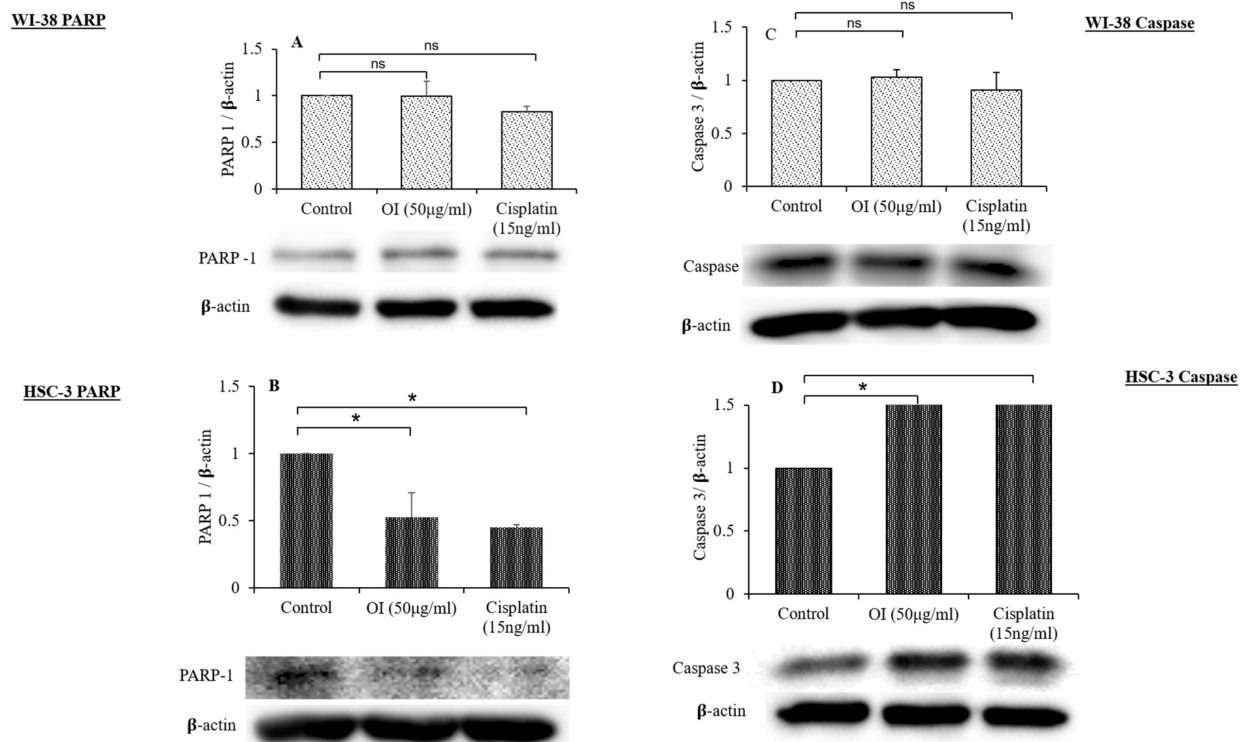 WI-38 PARP
A
ns
ns
1.5
1
0.5
0
PARP 1 / β-actin
Control
OI (50μg/ml)
Cisplatin
(15ng/ml)
PARP -1
β-actin
WI-38 Caspase
C
ns
ns
1.5
1
0.5
0
Caspase 3 / β-actin
Control
OI (50μg/ml)
Cisplatin
(15ng/ml)
Caspase
β-actin
HSC-3 PARP
B
*
*
1.5
1
0.5
0
PARP 1 / β-actin
Control
OI (50μg/ml)
Cisplatin
(15ng/ml)
PARP-1
β-actin
HSC-3 Caspase
D
*
1.5
1
0.5
0
Caspase 3/ β-actin
Control
OI (50μg/ml)
Cisplatin
(15ng/ml)
Caspase 3
β-actin